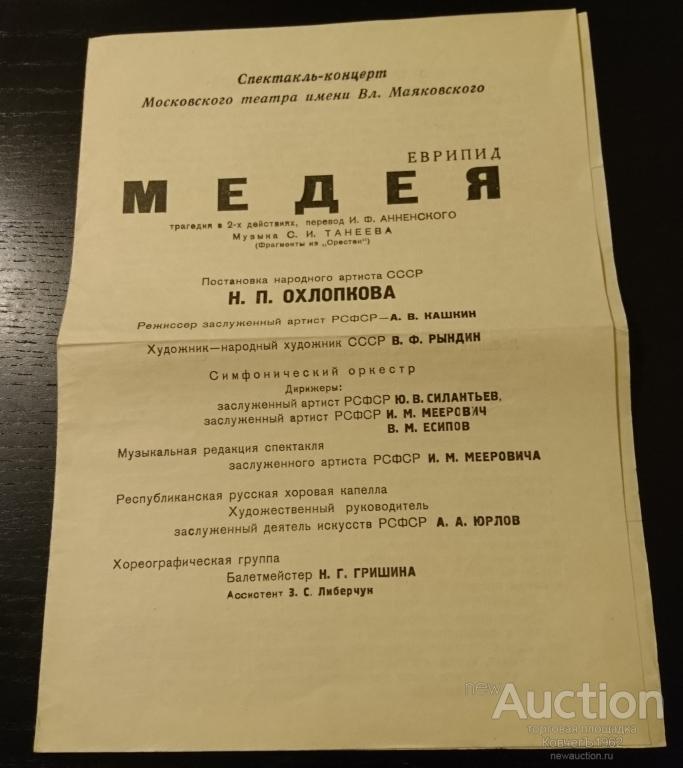 Спектакль-концерт
Московского театра имени Вл. Маяковского
ЕВРИПИД
МЕДЕЯ
трагедия в 2-х действиях, перевод И. Ф. АННЕНСКОГО
Музыка С. И. ТАНЕЕВА
(Фрагменты из „Орестеи")
Постановка народного артиста СССР
Н. П. ОХЛОПКОВА
Режиссер заслуженный артист РСФСР—А. В. КАШКИН
Художник—народный художник СССР В. Ф. РЫНДИН
Симфонический оркестр
Дирижеры:
заслуженный артист РСФСР Ю. В. СИЛАНТЬЕВ,
заслуженный артист РСФСР И. М. МЕЕРОВИЧ
В. М. ЕСИПОВ
Музыкальная редакция спектакля
заслуженного артиста РСФСР И. М. МЕЕРОВИЧА
Республиканская русская хоровая капелла
Художественный руководитель
заслуженный деятель искусств РСФСР А. А. ЮРЛОВ
Хореографическая группа
Балетмейстер Н. Г. ГРИШИНА
Ассистент З. С. Либерчук
new Auction
торговая площадка
КовчегЪ1962
newauction.ru